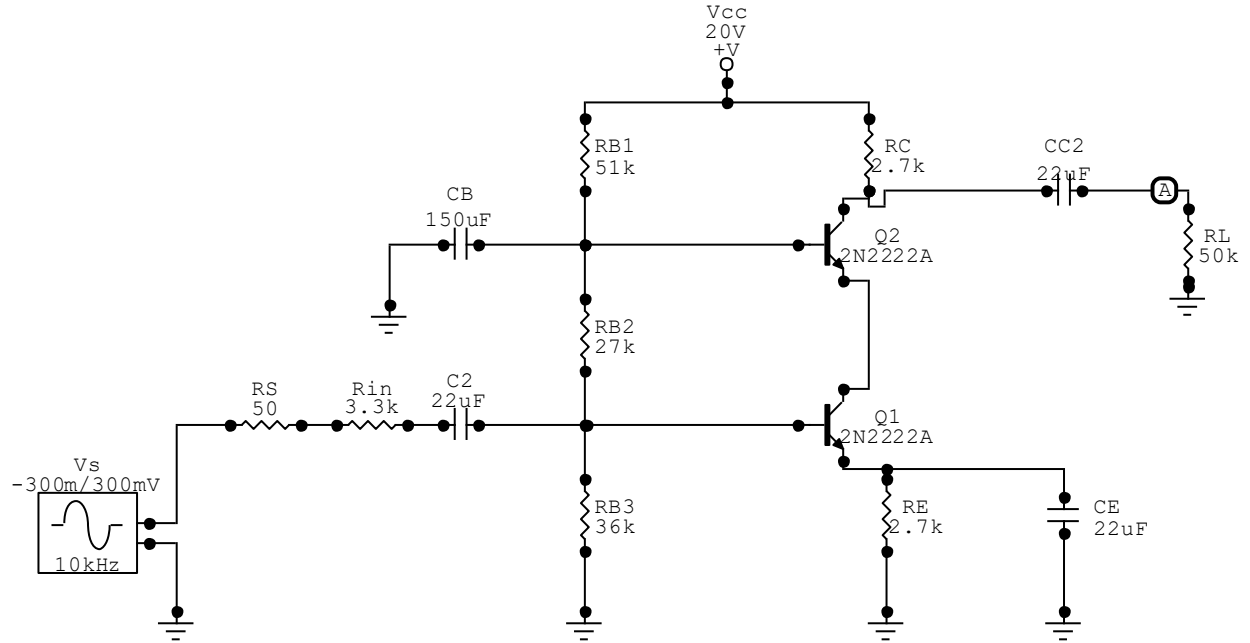 Vcc
20V
+V
RB1
51k
RC
2.7k
CC2
22uF
A
CB
150uF
Q2
2N2222A
RL
50k
RB2
27k
RS
50
Rin
3.3k
C2
22uF
Q1
2N2222A
Vs
-300m/300mV
10kHz
RB3
36k
RE
2.7k
CE
22uF